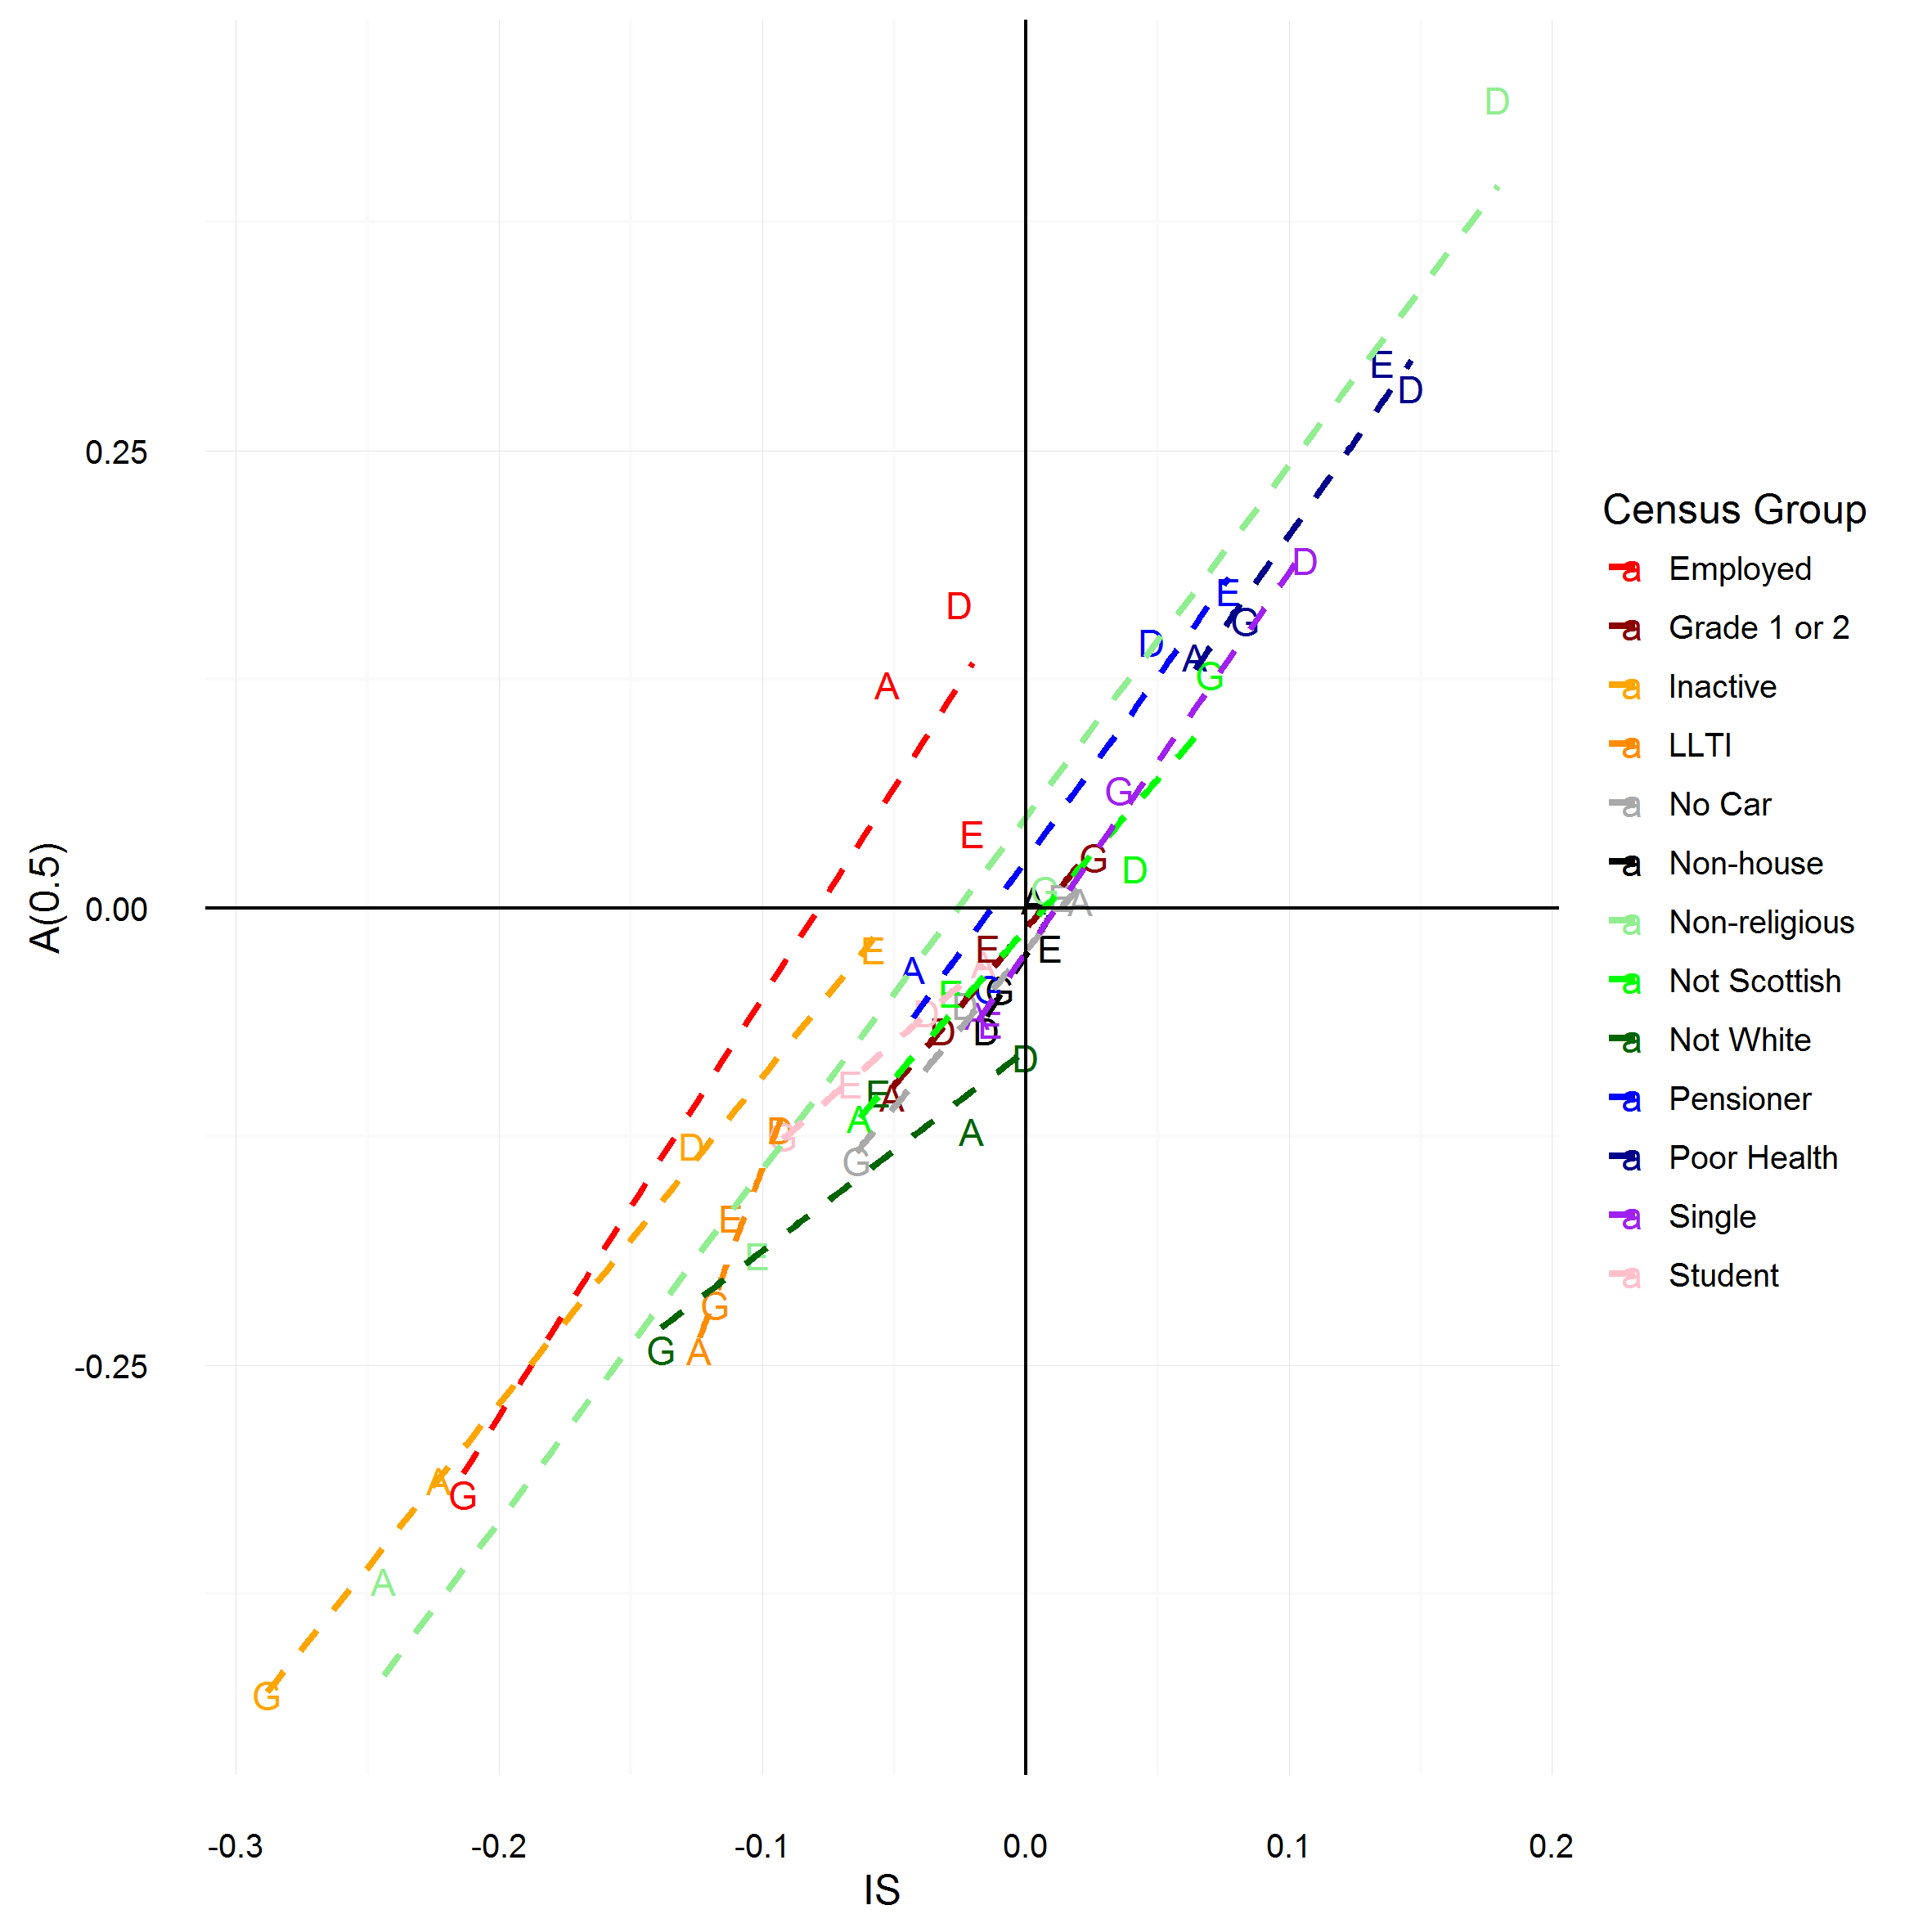 D
E
D
D
D
E
G
D
A
G
A
G
E
G
D
G
A
E
A
E
E
E
A
A
E
G
G
D
D
D
E
D
D
E
E
A
A
A
D
G
D
G
E
E
G
G
A
A
G
A
G
0.25
0.00
-0.25
A(0.5)
-0.3 -0.2 -0.1 0.0 0.1 0.2
IS
Census Group
a Employed
a Grade 1 or 2
a Inactive
a LLTI
a No Car
a Non-house
a Non-religious
a Not Scottish
a Not White
a Pensioner
a Poor Health
a Single
a Student